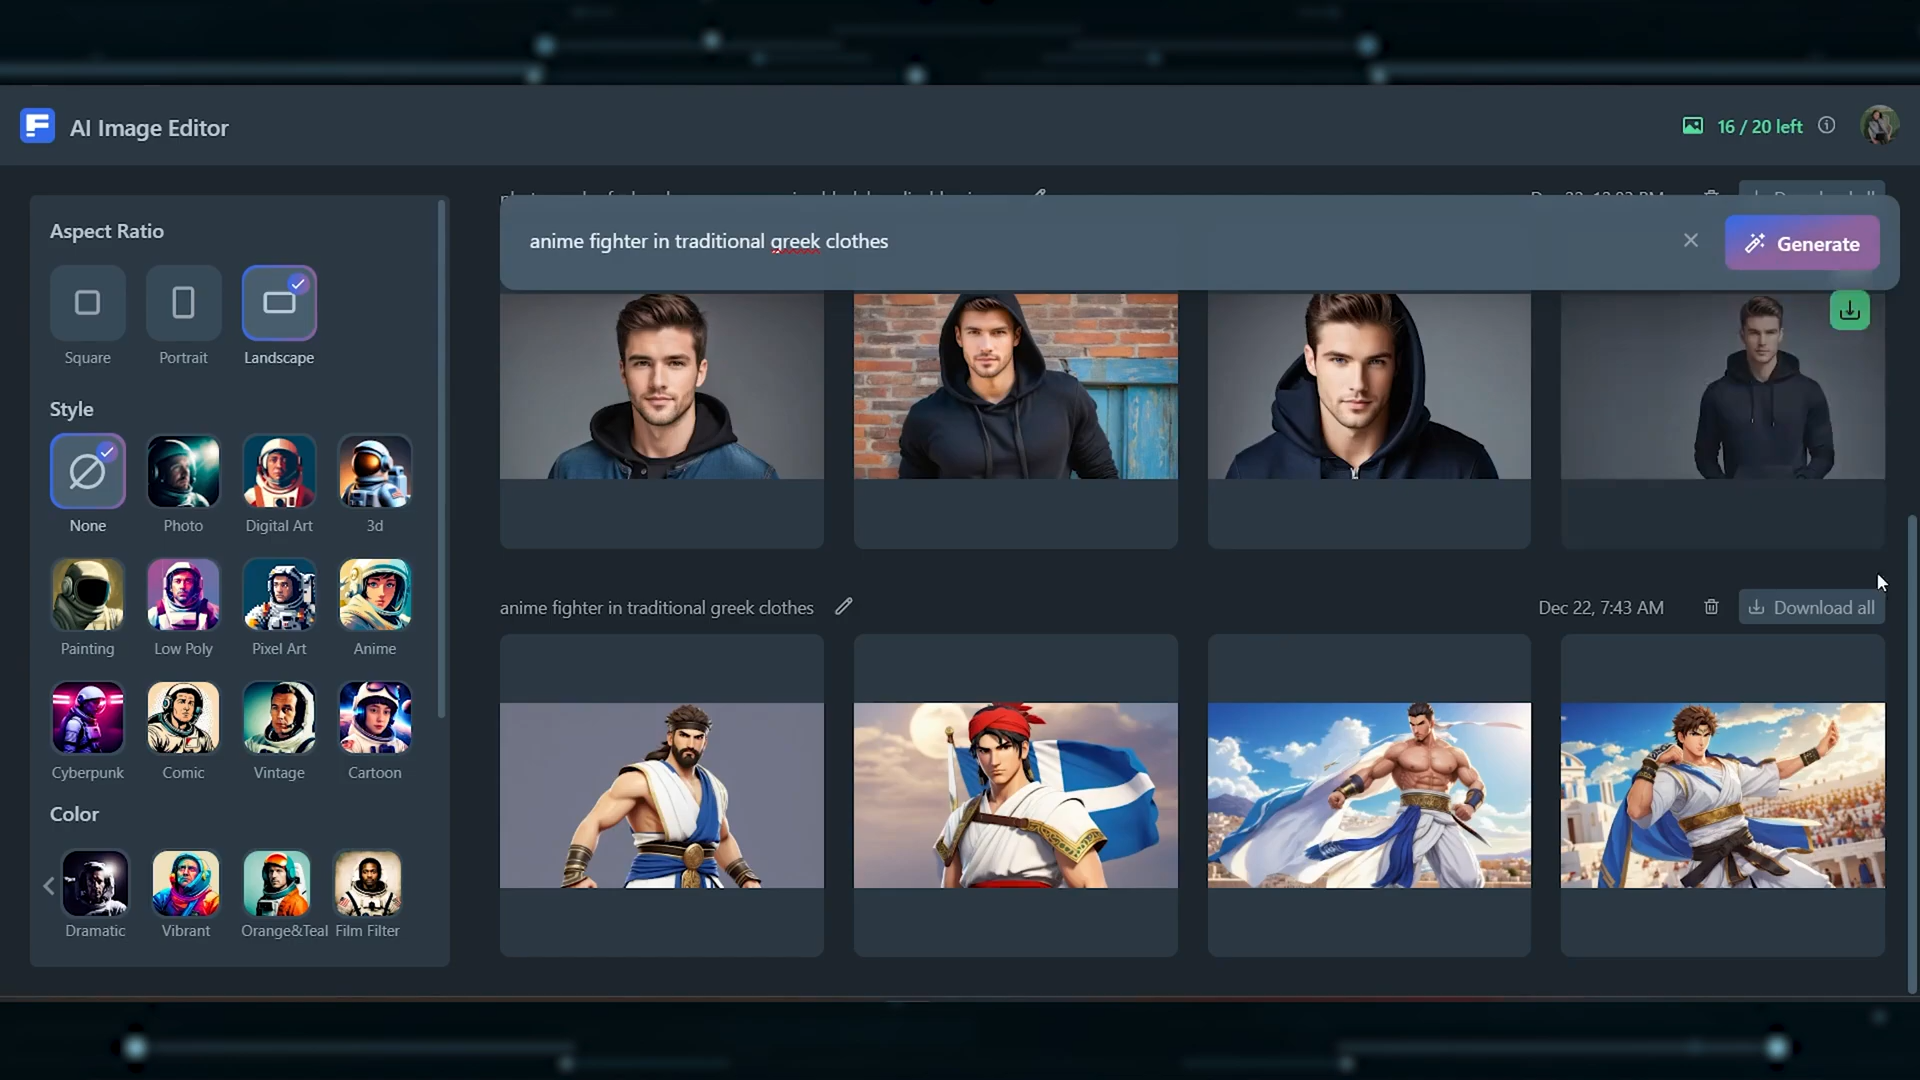 AI Image Editor
16 / 20 left
Aspect Ratio
Square
Portrait
Landscape
Style
None
Photo
Digital Art
3d
Painting
Low Poly
Pixel Art
Anime
Cyberpunk
Comic
Vintage
Cartoon
Color
Dramatic
Vibrant
Orange&Teal
Film Filter
anime fighter in traditional greek clothes
Generate
anime fighter in traditional greek clothes
Dec 22, 7:43 AM
Download all